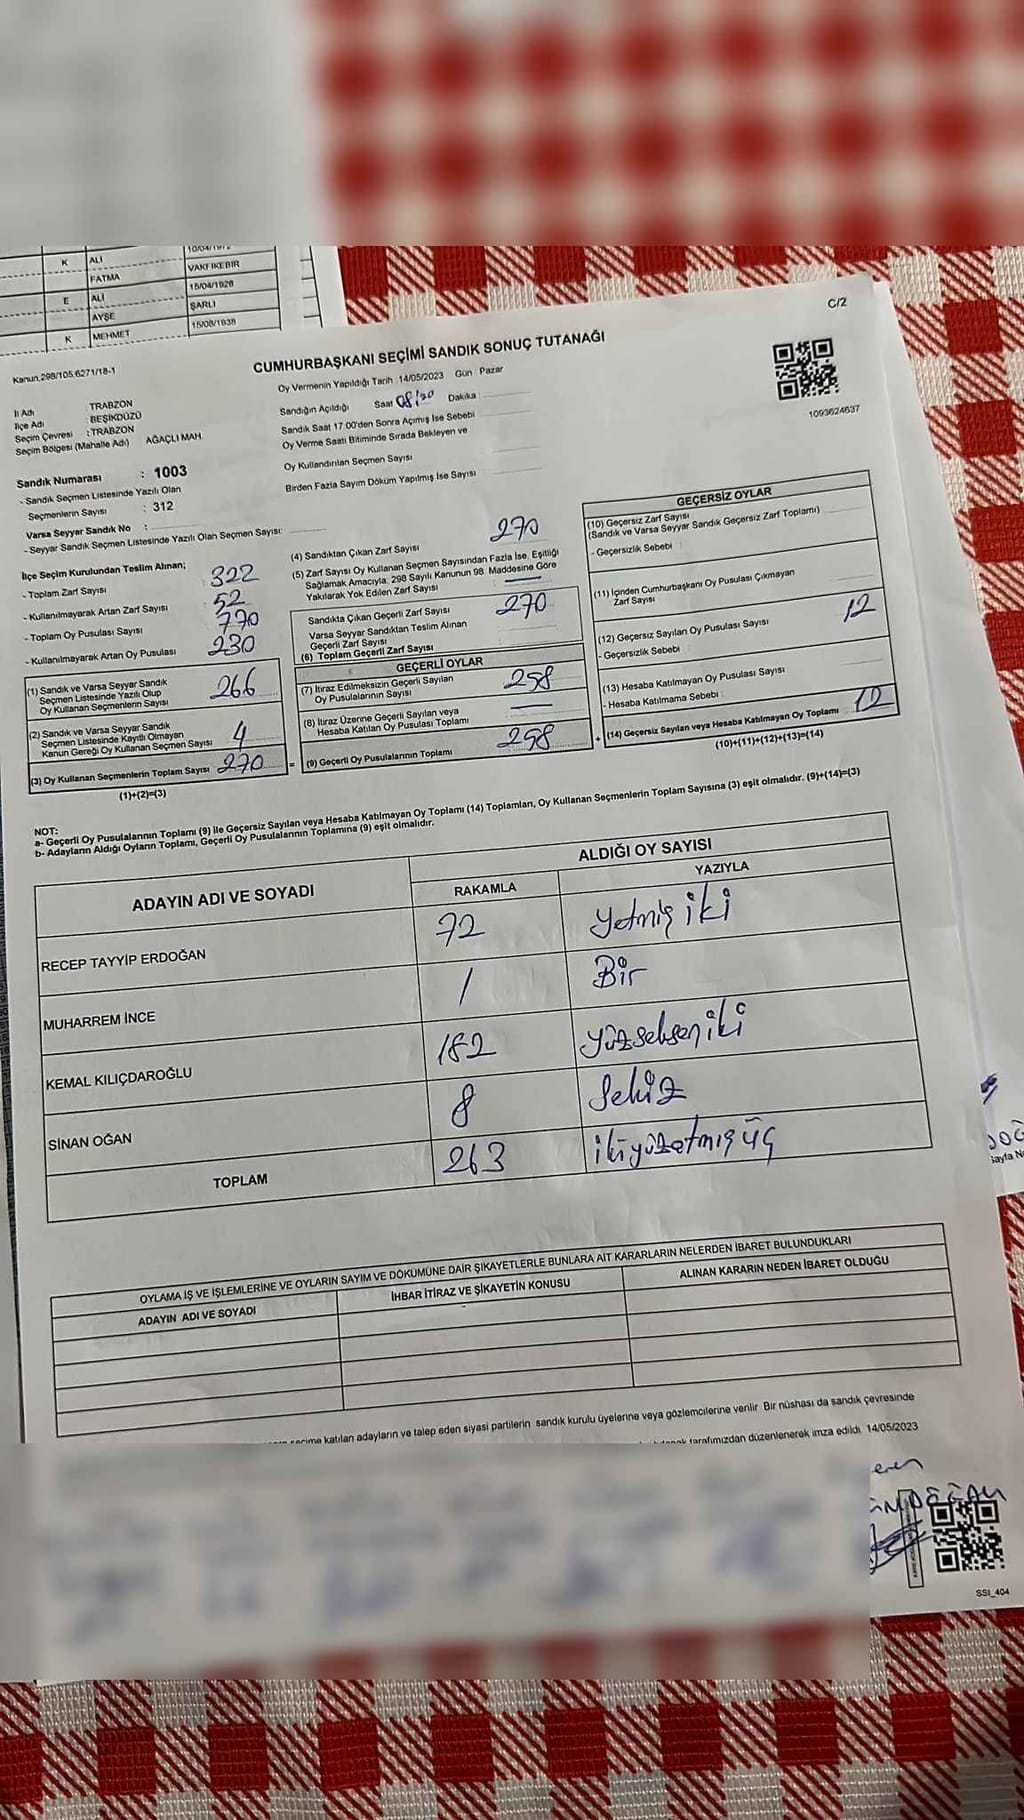 10/04/1972
K ALİ
VAKFIKEBİR
FATMA
15/04/1926
E ALİ
ŞARLI
AYŞE
15/08/1938
K MEHMET
C/2
Kanun.298/105,6271/18-1
CUMHURBAŞKANI SEÇİMİ SANDIK SONUÇ TUTANAĞI
1093624637
İl Adı : TRABZON
İlçe Adı : BEŞİKDÜZÜ
Seçim Çevresi : TRABZON
Seçim Bölgesi (Mahalle Adı) AĞAÇLI MAH.
Oy Vermenin Yapıldığı Tarih 14/05/2023 Gün Pazar
Sandığın Açıldığı Saat 08/20 Dakika :
Sandık Saat 17.00'den Sonra Açımış İse Sebebi
Oy Verme Saati Bitiminde Sırada Bekleyen ve
Oy Kullandırılan Seçmen Sayısı
Birden Fazla Sayım Döküm Yapılmış İse Sayısı
Sandık Numarası : 1003
- Sandık Seçmen Listesinde Yazılı Olan
Seçmenlerin Sayısı : 312
Varsa Seyyar Sandık No :
- Seyyar Sandık Seçmen Listesinde Yazılı Olan Seçmen Sayısı:
İlçe Seçim Kurulundan Teslim Alınan;
- Toplam Zarf Sayısı : 322
- Kullanılmayarak Artan Zarf Sayısı : 52
- Toplam Oy Pusulası Sayısı : 770
- Kullanılmayarak Artan Oy Pusulası : 230
(1) Sandık ve Varsa Seyyar Sandık
Seçmen Listesinde Yazılı Olup
Oy Kullanan Seçmenlerin Sayısı 266
(2) Sandık ve Varsa Seyyar Sandık
Seçmen Listesinde Kayıtlı Olmayan
Kanun Gereği Oy Kullanan Seçmen Sayısı 4
(3) Oy Kullanan Seçmenlerin Toplam Sayısı 270
(1)+(2)=(3)
(4) Sandıktan Çıkan Zarf Sayısı 270
(5) Zarf Sayısı Oy Kullanan Seçmen Sayısından Fazla İse, Eşitliği
Sağlamak Amacıyla, 298 Sayılı Kanunun 98. Maddesine Göre
Yakılarak Yok Edilen Zarf Sayısı —
Sandıkta Çıkan Geçerli Zarf Sayısı 270
Varsa Seyyar Sandıktan Teslim Alınan
Geçerli Zarf Sayısı
(6) Toplam Geçerli Zarf Sayısı
GEÇERLİ OYLAR
(7) İtiraz Edilmeksizin Geçerli Sayılan
Oy Pusulalarının Sayısı 258
(8) İtiraz Üzerine Geçerli Sayılan veya
Hesaba Katılan Oy Pusulası Toplamı —
= (9) Geçerli Oy Pusulalarının Toplamı 258
GEÇERSİZ OYLAR
(10) Geçersiz Zarf Sayısı
(Sandık ve Varsa Seyyar Sandık Geçersiz Zarf Toplamı)
- Geçersizlik Sebebi :
(11) İçinden Cumhurbaşkanı Oy Pusulası Çıkmayan
Zarf Sayısı
(12) Geçersiz Sayılan Oy Pusulası Sayısı 12
- Geçersizlik Sebebi
(13) Hesaba Katılmayan Oy Pusulası Sayısı
- Hesaba Katılmama Sebebi :
+ (14) Geçersiz Sayılan veya Hesaba Katılmayan Oy Toplamı 12
(10)+(11)+(12)+(13)=(14)
NOT:
a- Geçerli Oy Pusulalarının Toplamı (9) ile Geçersiz Sayılan veya Hesaba Katılmayan Oy Toplamı (14) Toplamları, Oy Kullanan Seçmenlerin Toplam Sayısına (3) eşit olmalıdır. (9)+(14)=(3)
b- Adayların Aldığı Oyların Toplamı, Geçerli Oy Pusulalarının Toplamına (9) eşit olmalıdır.
ADAYIN ADI VE SOYADI ALDIĞI OY SAYISI
RAKAMLA YAZIYLA
RECEP TAYYİP ERDOĞAN 72 Yetmiş iki
MUHARREM İNCE 1 Bir
KEMAL KILIÇDAROĞLU 182 Yüzseksen iki
SİNAN OĞAN 8 Sekiz
TOPLAM 263 ikiyüzetmiş üç
Sayfa N
OYLAMA İŞ VE İŞLEMLERİNE VE OYLARIN SAYIM VE DÖKÜMÜNE DAİR ŞİKAYETLERLE BUNLARA AİT KARARLARIN NELERDEN İBARET BULUNDUKLARI
ADAYIN ADI VE SOYADI İHBAR İTİRAZ VE ŞİKAYETİN KONUSU ALINAN KARARIN NEDEN İBARET OLDUĞU
seçime katılan adayların ve talep eden siyasi partilerin sandık kurulu üyelerine veya gözlemcilerine verilir Bir nüshası da sandık çevresinde
tarafımızdan düzenlenerek imza edildi. 14/05/2023
SSI_404